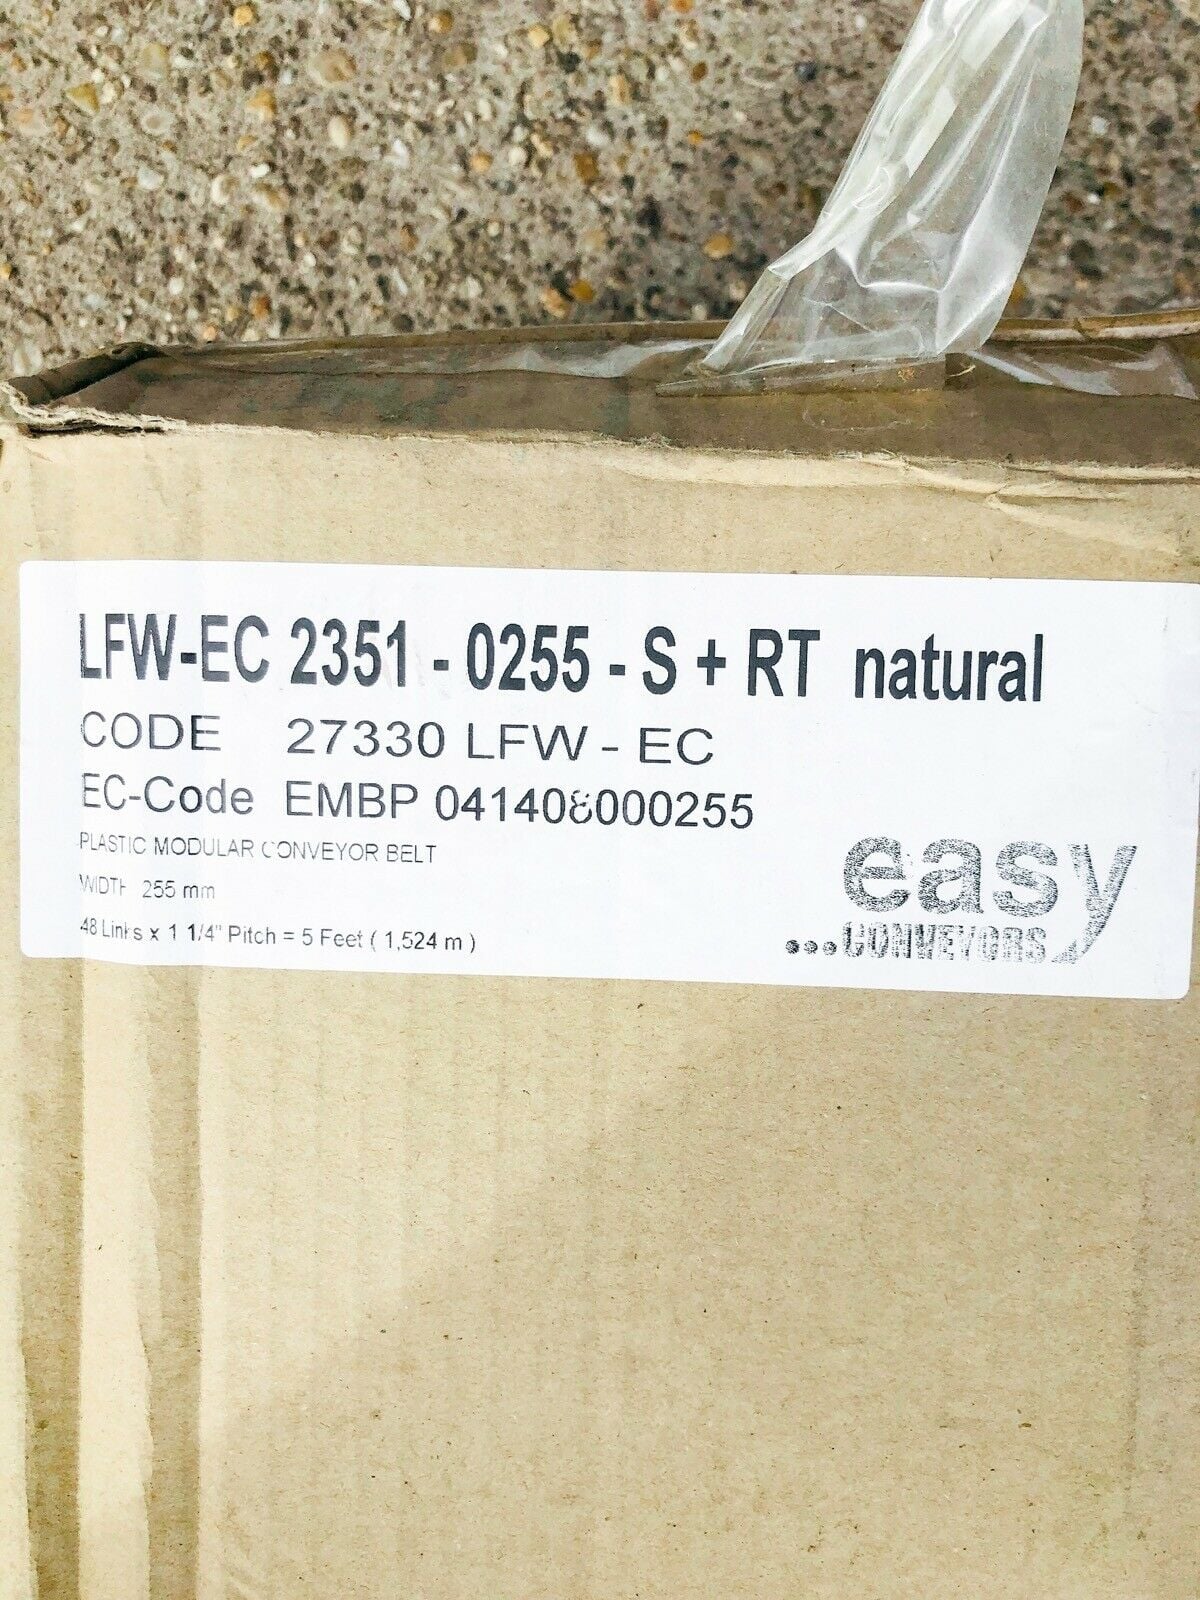 LFW-EC 2351 - 0255 - S + RT natural
CODE 27330 LFW - EC
EC-Code EMBP 041408000255
PLASTIC MODULAR CONVEYOR BELT
WIDTH 255 mm
48 Links x 1 1/4" Pitch = 5 Feet ( 1,524 m )
easy
...CONVEYORS